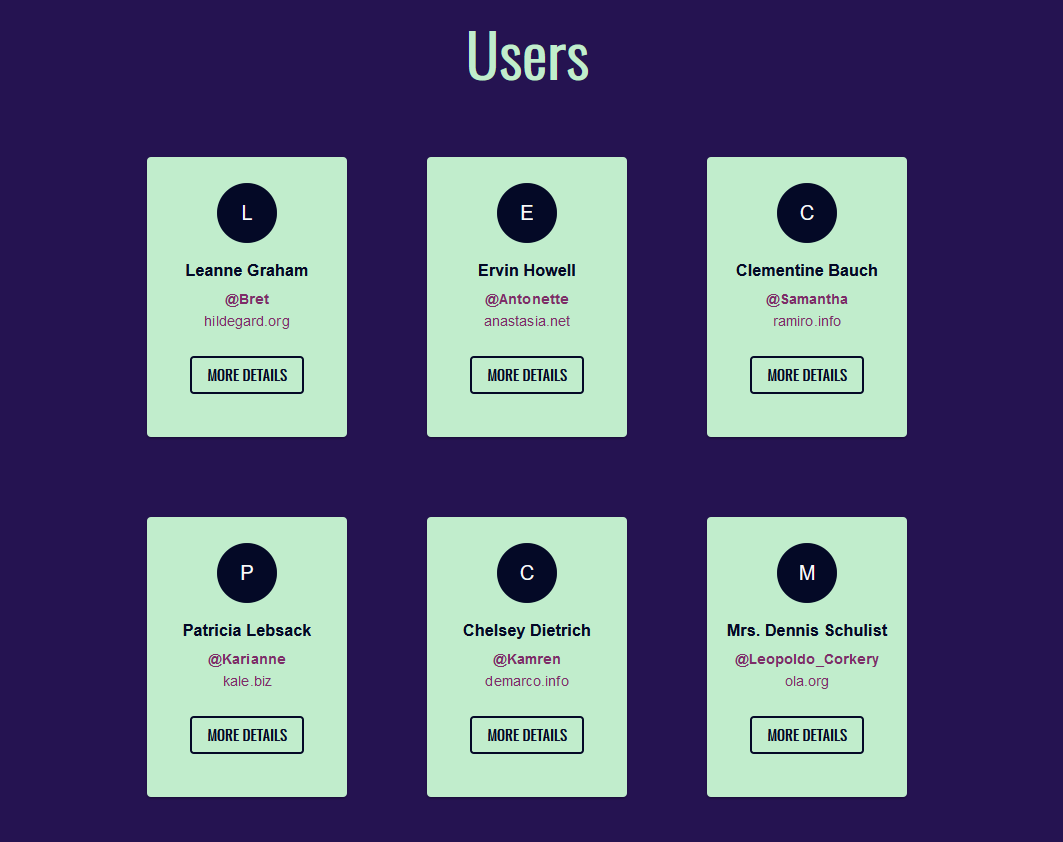 Users
L
Leanne Graham
@Bret
hildegard.org
MORE DETAILS
E
Ervin Howell
@Antonette
anastasia.net
MORE DETAILS
C
Clementine Bauch
@Samantha
ramiro.info
MORE DETAILS
P
Patricia Lebsack
@Karianne
kale.biz
MORE DETAILS
C
Chelsey Dietrich
@Kamren
demarco.info
MORE DETAILS
M
Mrs. Dennis Schulist
@Leopoldo_Corkery
ola.org
MORE DETAILS